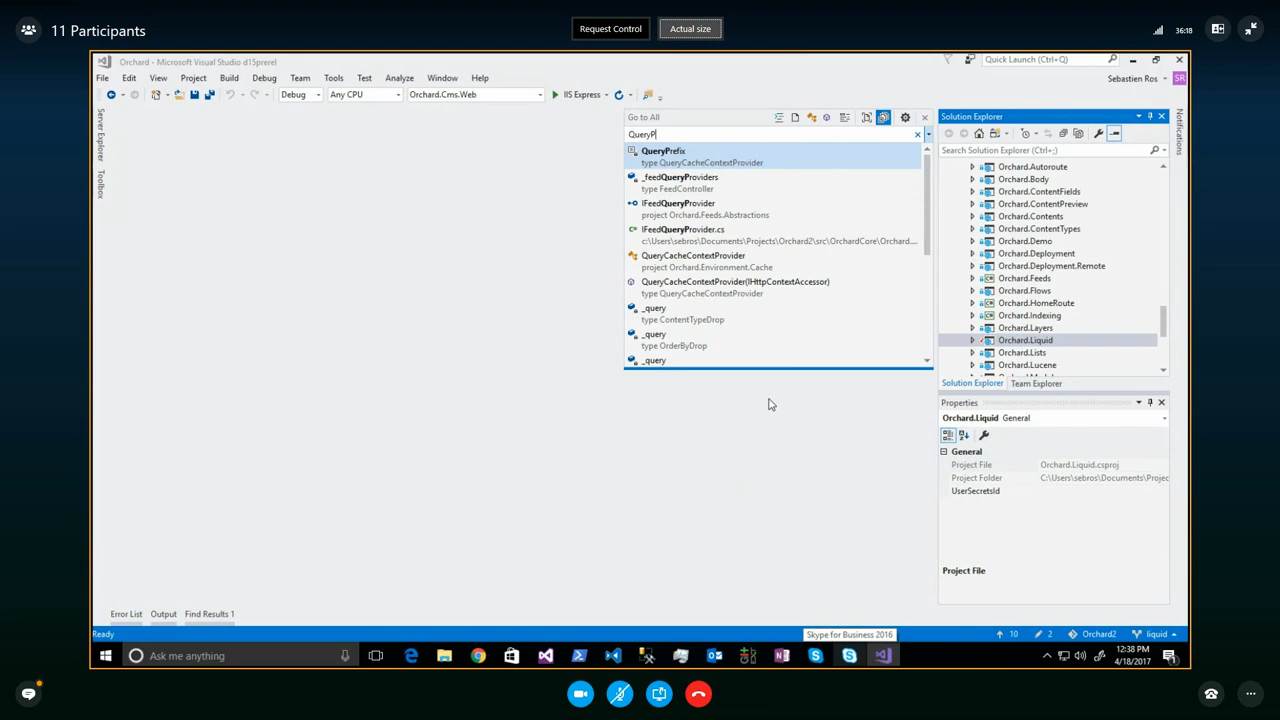 11 Participants
Request Control
Actual size
36:18
Orchard - Microsoft Visual Studio d15prerel
Quick Launch (Ctrl+Q)
File Edit View Project Build Debug Team Tools Test Analyze Window Help
Sebastien Ros
SR
Debug Any CPU Orchard.Cms.Web IIS Express
Server Explorer
Toolbox
Go to All
QueryP
QueryPrefix
type QueryCacheContextProvider
_feedQueryProviders
type FeedController
IFeedQueryProvider
project Orchard.Feeds.Abstractions
IFeedQueryProvider.cs
c:\Users\sebros\Documents\Projects\Orchard2\src\OrchardCore\Orchard....
QueryCacheContextProvider
project Orchard.Environment.Cache
QueryCacheContextProvider(IHttpContextAccessor)
type QueryCacheContextProvider
_query
type ContentTypeDrop
_query
type OrderByDrop
_query
Solution Explorer
Search Solution Explorer (Ctrl+;)
Orchard.Autoroute
Orchard.Body
Orchard.ContentFields
Orchard.ContentPreview
Orchard.Contents
Orchard.ContentTypes
Orchard.Demo
Orchard.Deployment
Orchard.Deployment.Remote
Orchard.Feeds
Orchard.Flows
Orchard.HomeRoute
Orchard.Indexing
Orchard.Layers
Orchard.Liquid
Orchard.Lists
Orchard.Lucene
Solution Explorer Team Explorer
Notifications
Properties
Orchard.Liquid General
General
Project File Orchard.Liquid.csproj
Project Folder C:\Users\sebros\Documents\Projec
UserSecretsId
Project File
Error List Output Find Results 1
Ready
Skype for Business 2016
10 2 Orchard2 liquid
Ask me anything
12:38 PM
4/18/2017